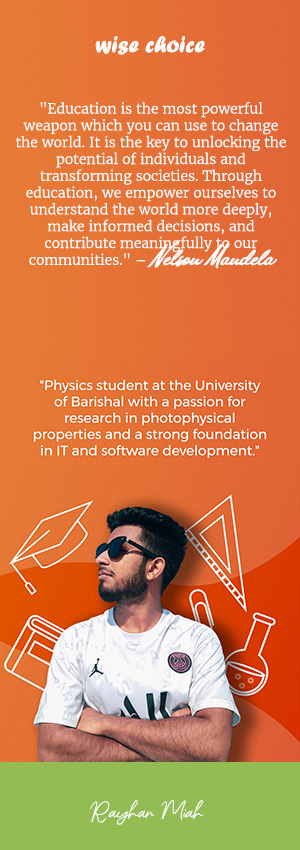 wise choice
"Education is the most powerful
weapon which you can use to change
the world. It is the key to unlocking the
potential of individuals and
transforming societies. Through
education, we empower ourselves to
understand the world more deeply,
make informed decisions, and
contribute meaningfully to our
communities." – Nelson Mandela
"Physics student at the University
of Barishal with a passion for
research in photophysical
properties and a strong foundation
in IT and software development."
Rayhan Miah